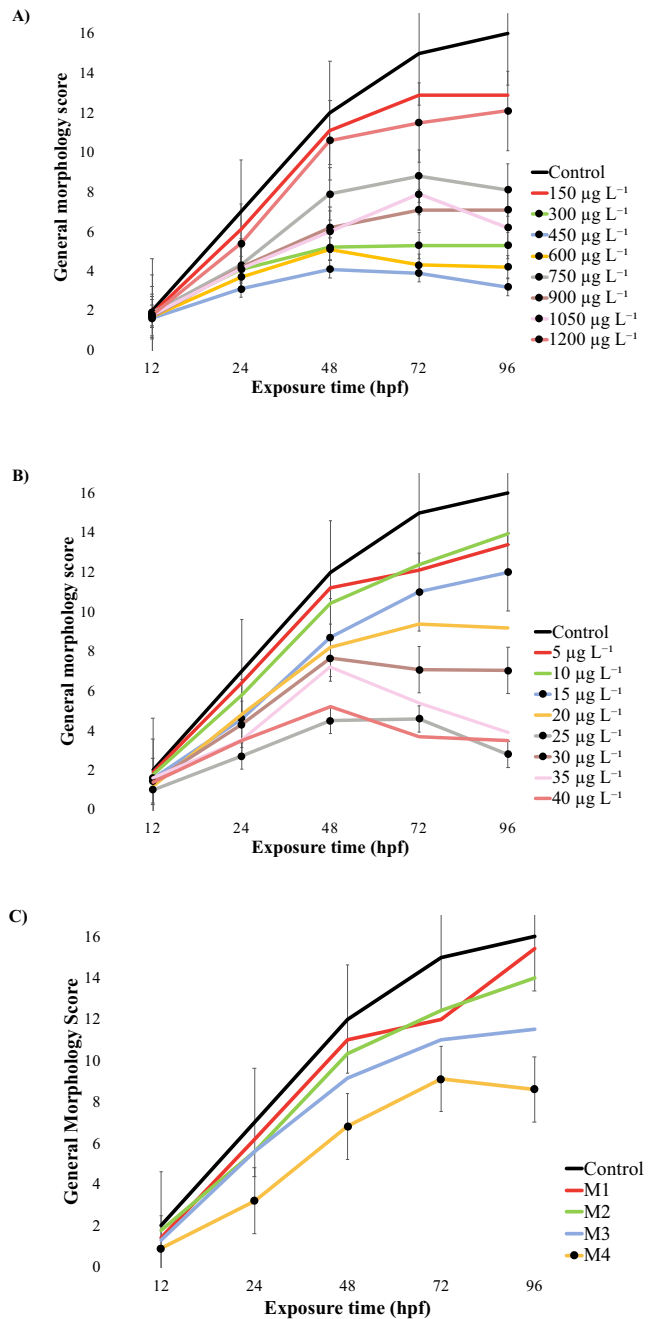 A)
General morphology score
16
14
12
10
8
6
4
2
0
12 24 48 72 96
Exposure time (hpf)
Control
150 µg L⁻¹
300 µg L⁻¹
450 µg L⁻¹
600 µg L⁻¹
750 µg L⁻¹
900 µg L⁻¹
1050 µg L⁻¹
1200 µg L⁻¹
B)
General morphology score
16
14
12
10
8
6
4
2
0
12 24 48 72 96
Exposure time (hpf)
Control
5 µg L⁻¹
10 µg L⁻¹
15 µg L⁻¹
20 µg L⁻¹
25 µg L⁻¹
30 µg L⁻¹
35 µg L⁻¹
40 µg L⁻¹
C)
General Morphology Score
16
14
12
10
8
6
4
2
0
12 24 48 72 96
Exposure time (hpf)
Control
M1
M2
M3
M4